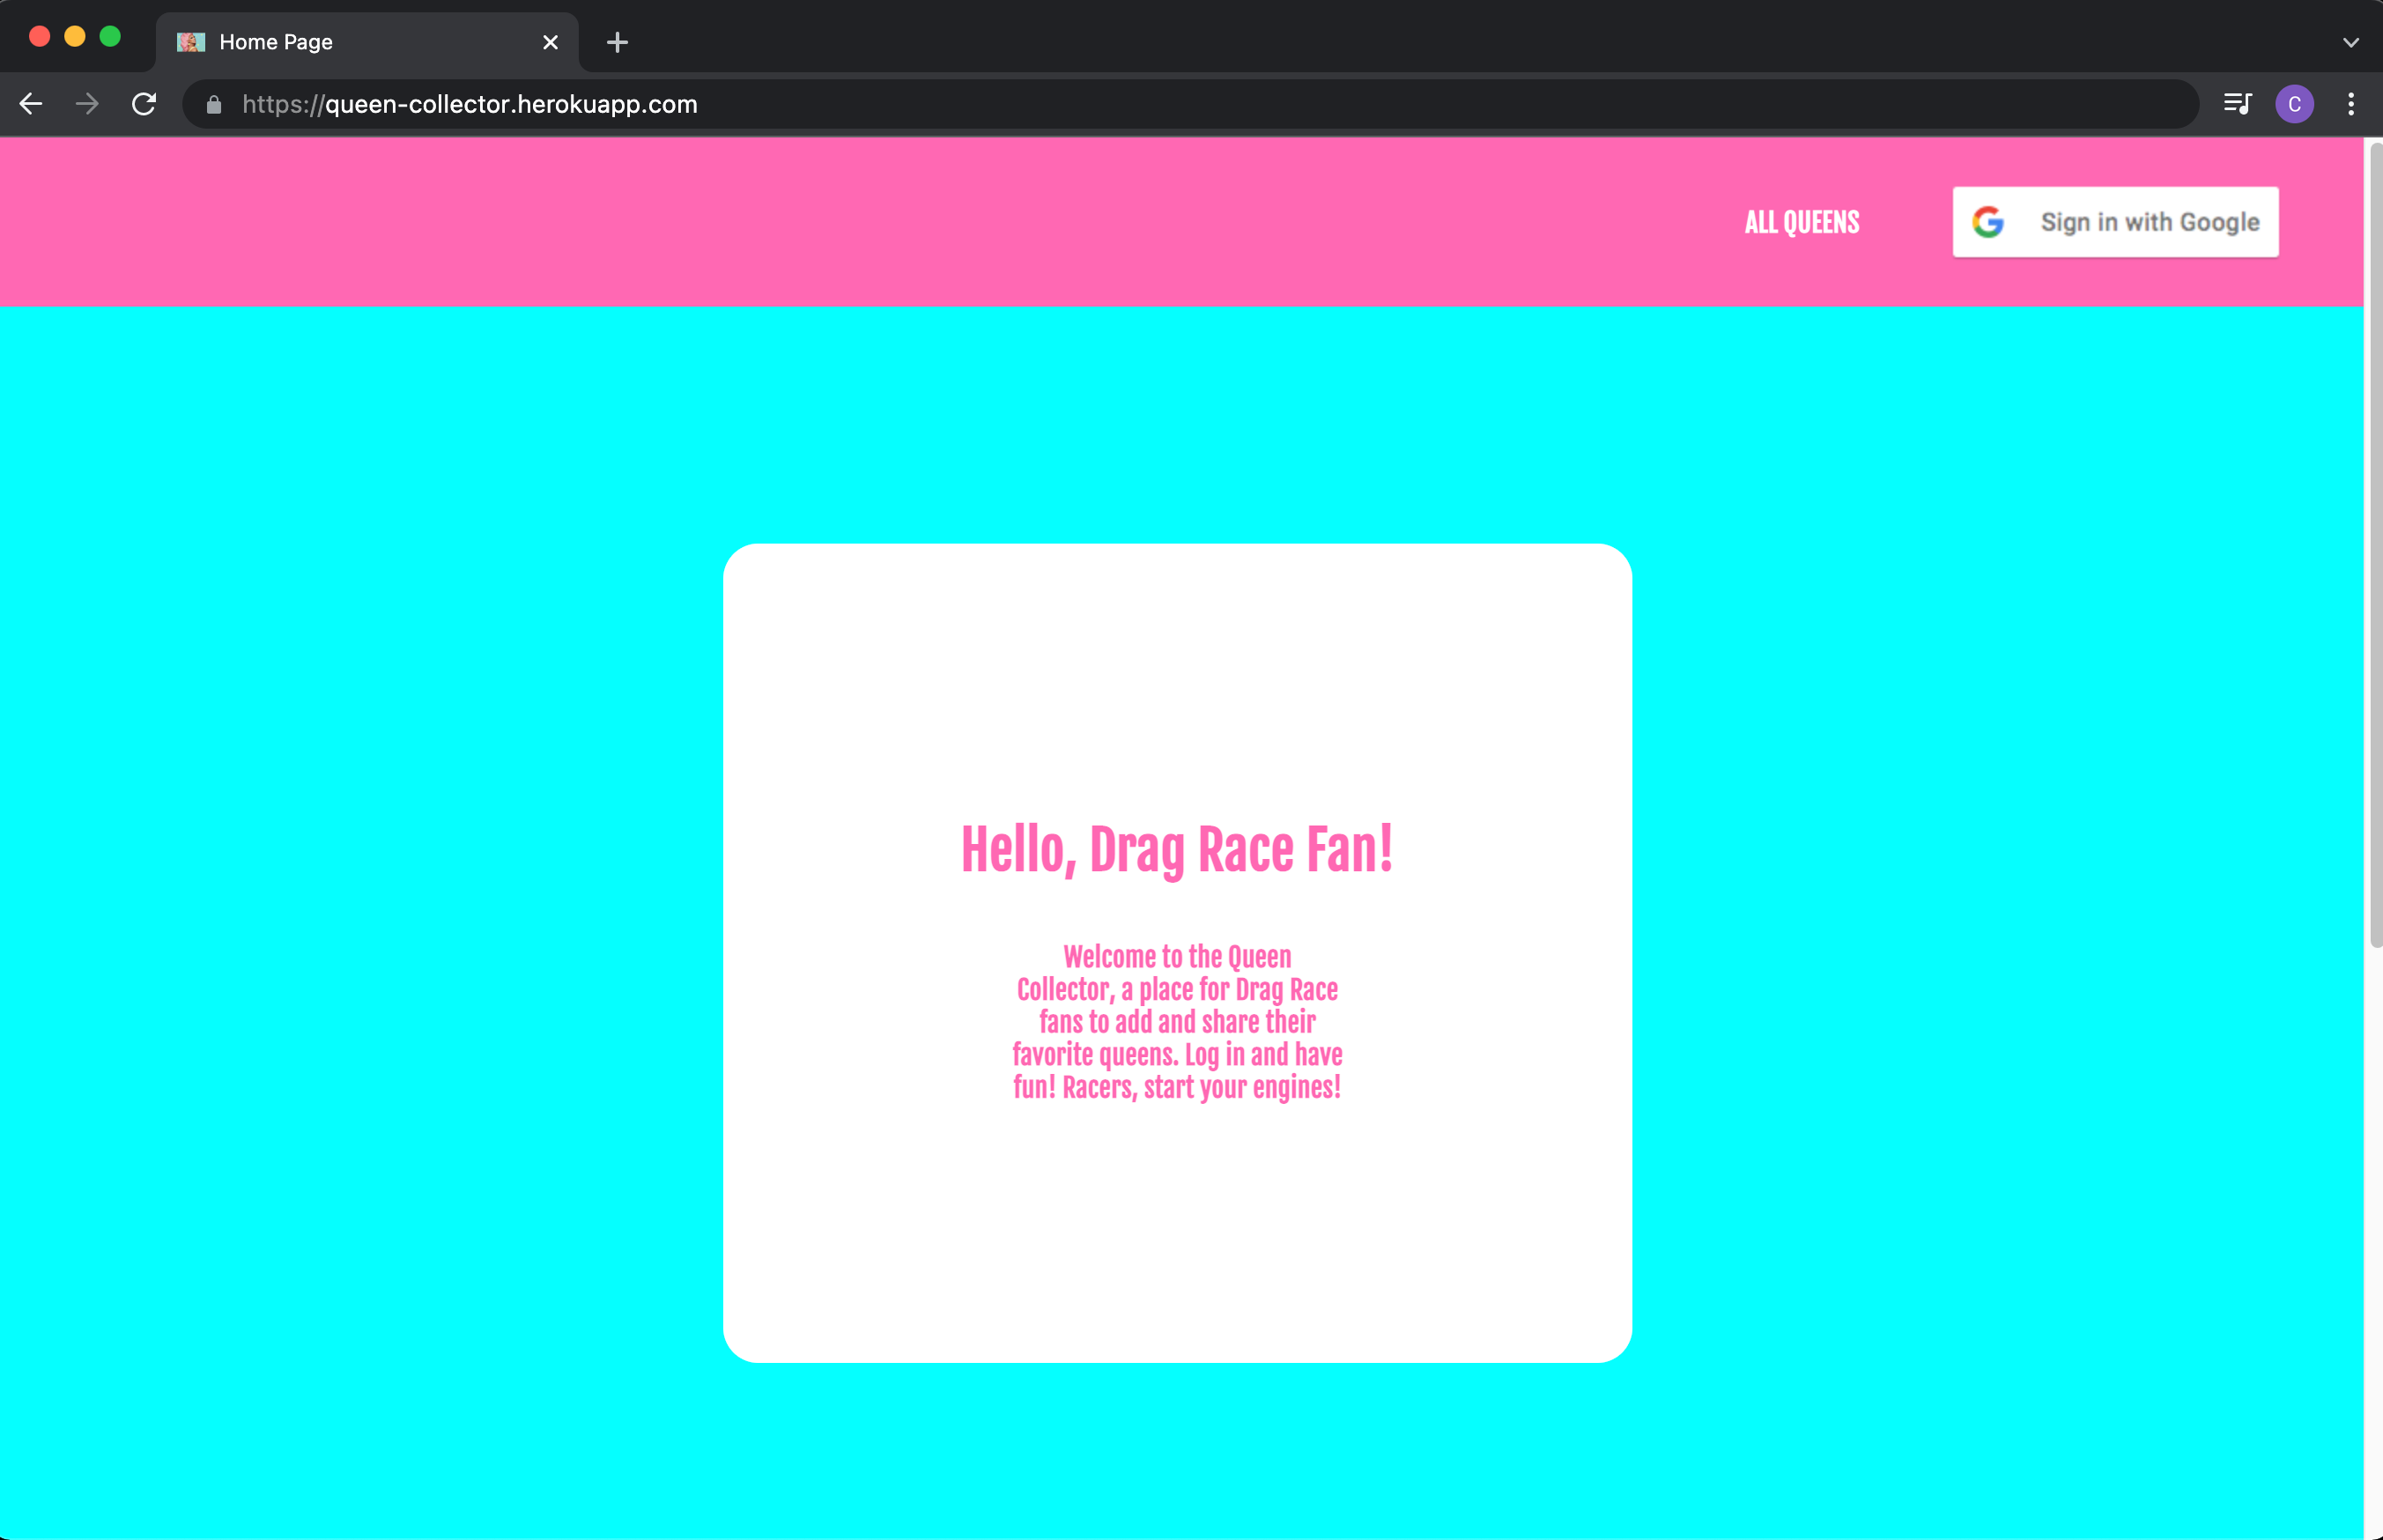 Home Page
https://queen-collector.herokuapp.com
C
ALL QUEENS
Sign in with Google
Hello, Drag Race Fan!
Welcome to the Queen
Collector, a place for Drag Race
fans to add and share their
favorite queens. Log in and have
fun! Racers, start your engines!